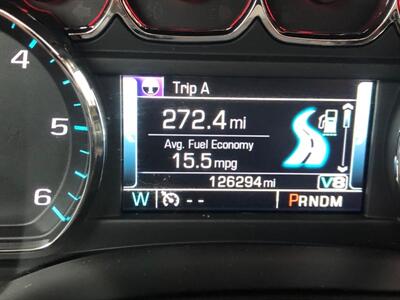 4
5
6
Trip A
272.4 mi
Avg. Fuel Economy
15.5 mpg
126294 mi V8
W -- PRNDM